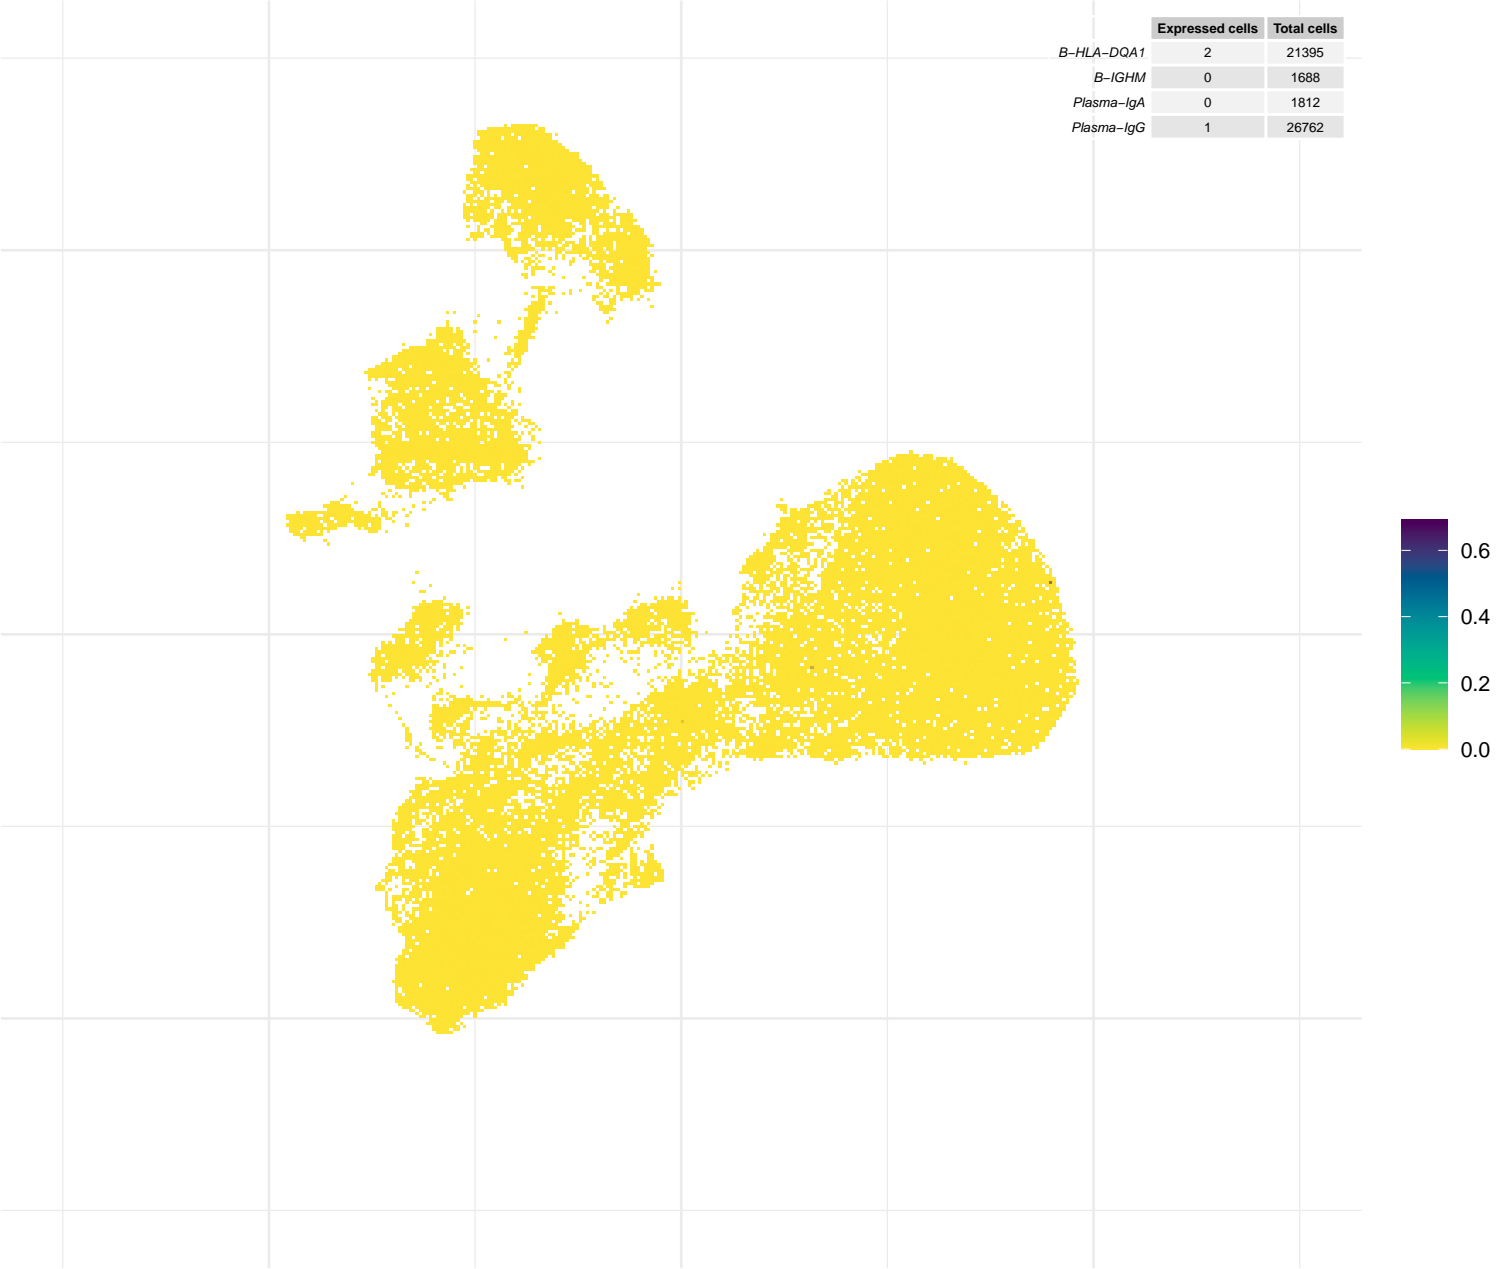 Expressed cells Total cells
B−HLA−DQA1 2 21395
B−IGHM 0 1688
Plasma−IgA 0 1812
Plasma−IgG 1 26762
0.6
0.4
0.2
0.0